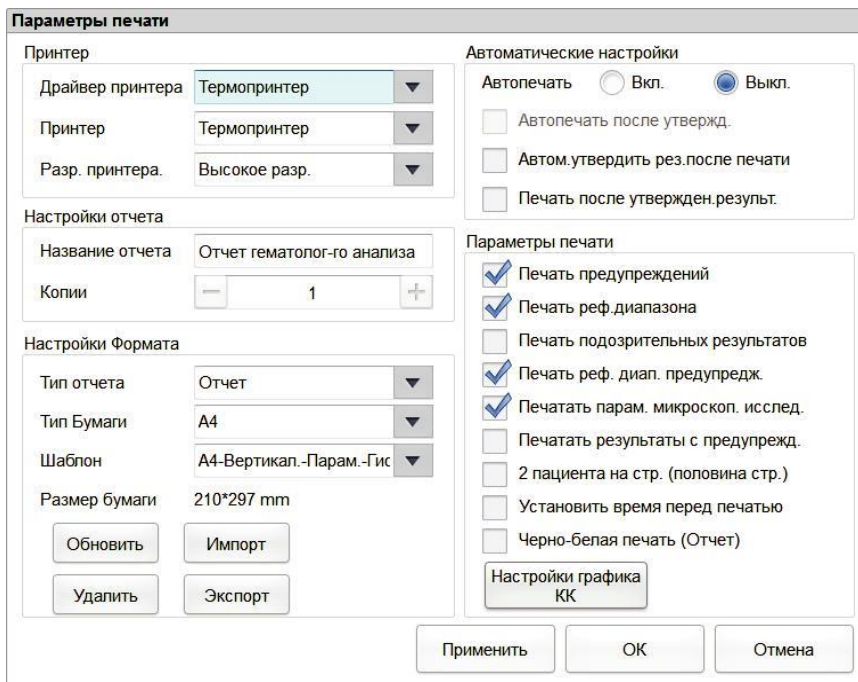 Параметры печати
Принтер
Драйвер принтера Термопринтер
Принтер Термопринтер
Разр. принтера. Высокое разр.
Настройки отчета
Название отчета Отчет гематолог-го анализа
Копии 1
Настройки Формата
Тип отчета Отчет
Тип Бумаги A4
Шаблон A4-Вертикал.-Парам.-Гис
Размер бумаги 210*297 mm
Обновить Импорт
Удалить Экспорт
Автоматические настройки
Автопечать Вкл. Выкл.
Автопечать после утвержд.
Автом.утвердить рез.после печати
Печать после утвержден.результ.
Параметры печати
Печать предупреждений
Печать реф.диапазона
Печать подозрительных результатов
Печать реф. диап. предупредж.
Печатать парам. микроскоп. исслед.
Печатать результаты с предупрежд.
2 пациента на стр. (половина стр.)
Установить время перед печатью
Черно-белая печать (Отчет)
Настройки графика
КК
Применить ОК Отмена